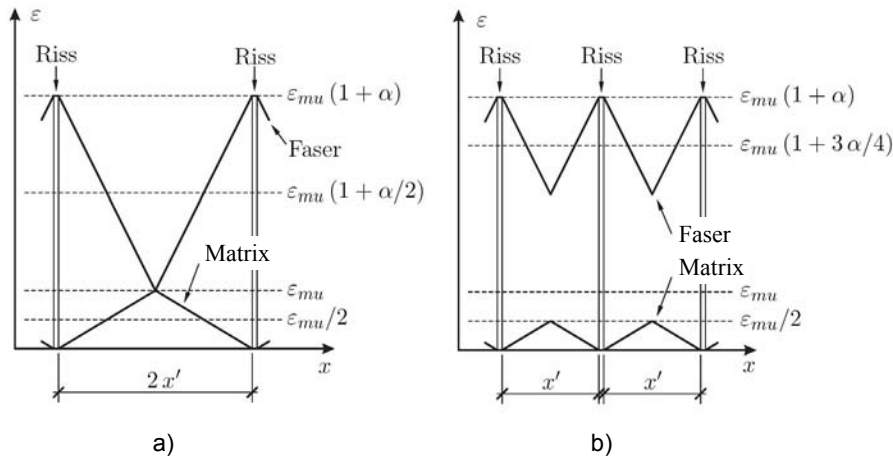 ε
Riss
Riss
ε_mu (1 + α)
Faser
ε_mu (1 + α/2)
Matrix
ε_mu
ε_mu/2
x
2 x′
a)
ε
Riss
Riss
Riss
ε_mu (1 + α)
ε_mu (1 + 3 α/4)
Faser
Matrix
ε_mu
ε_mu/2
x
x′
x′
b)